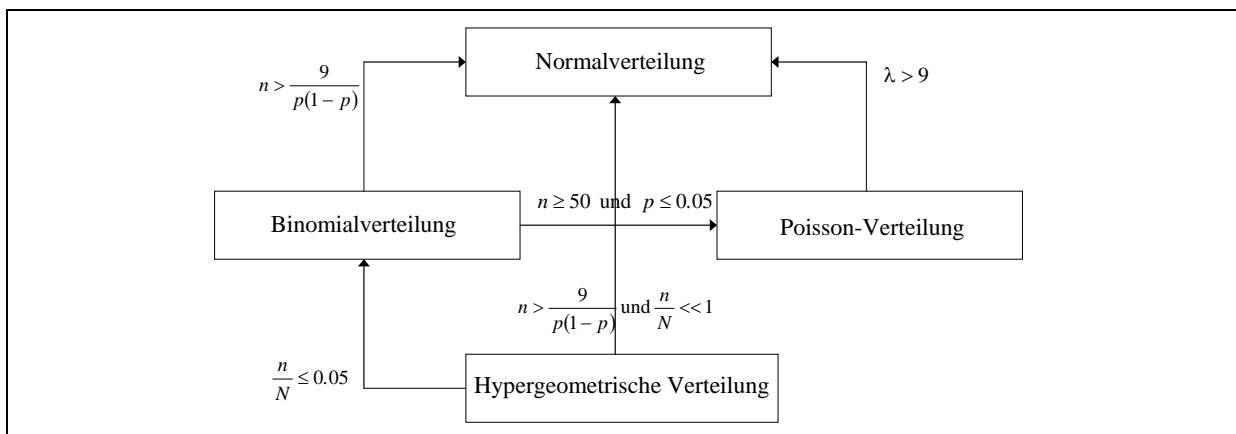 Normalverteilung
n > 9/p(1 − p)
λ > 9
n ≥ 50 und p ≤ 0.05
Binomialverteilung
Poisson-Verteilung
n > 9/p(1 − p) und n/N << 1
n/N ≤ 0.05
Hypergeometrische Verteilung